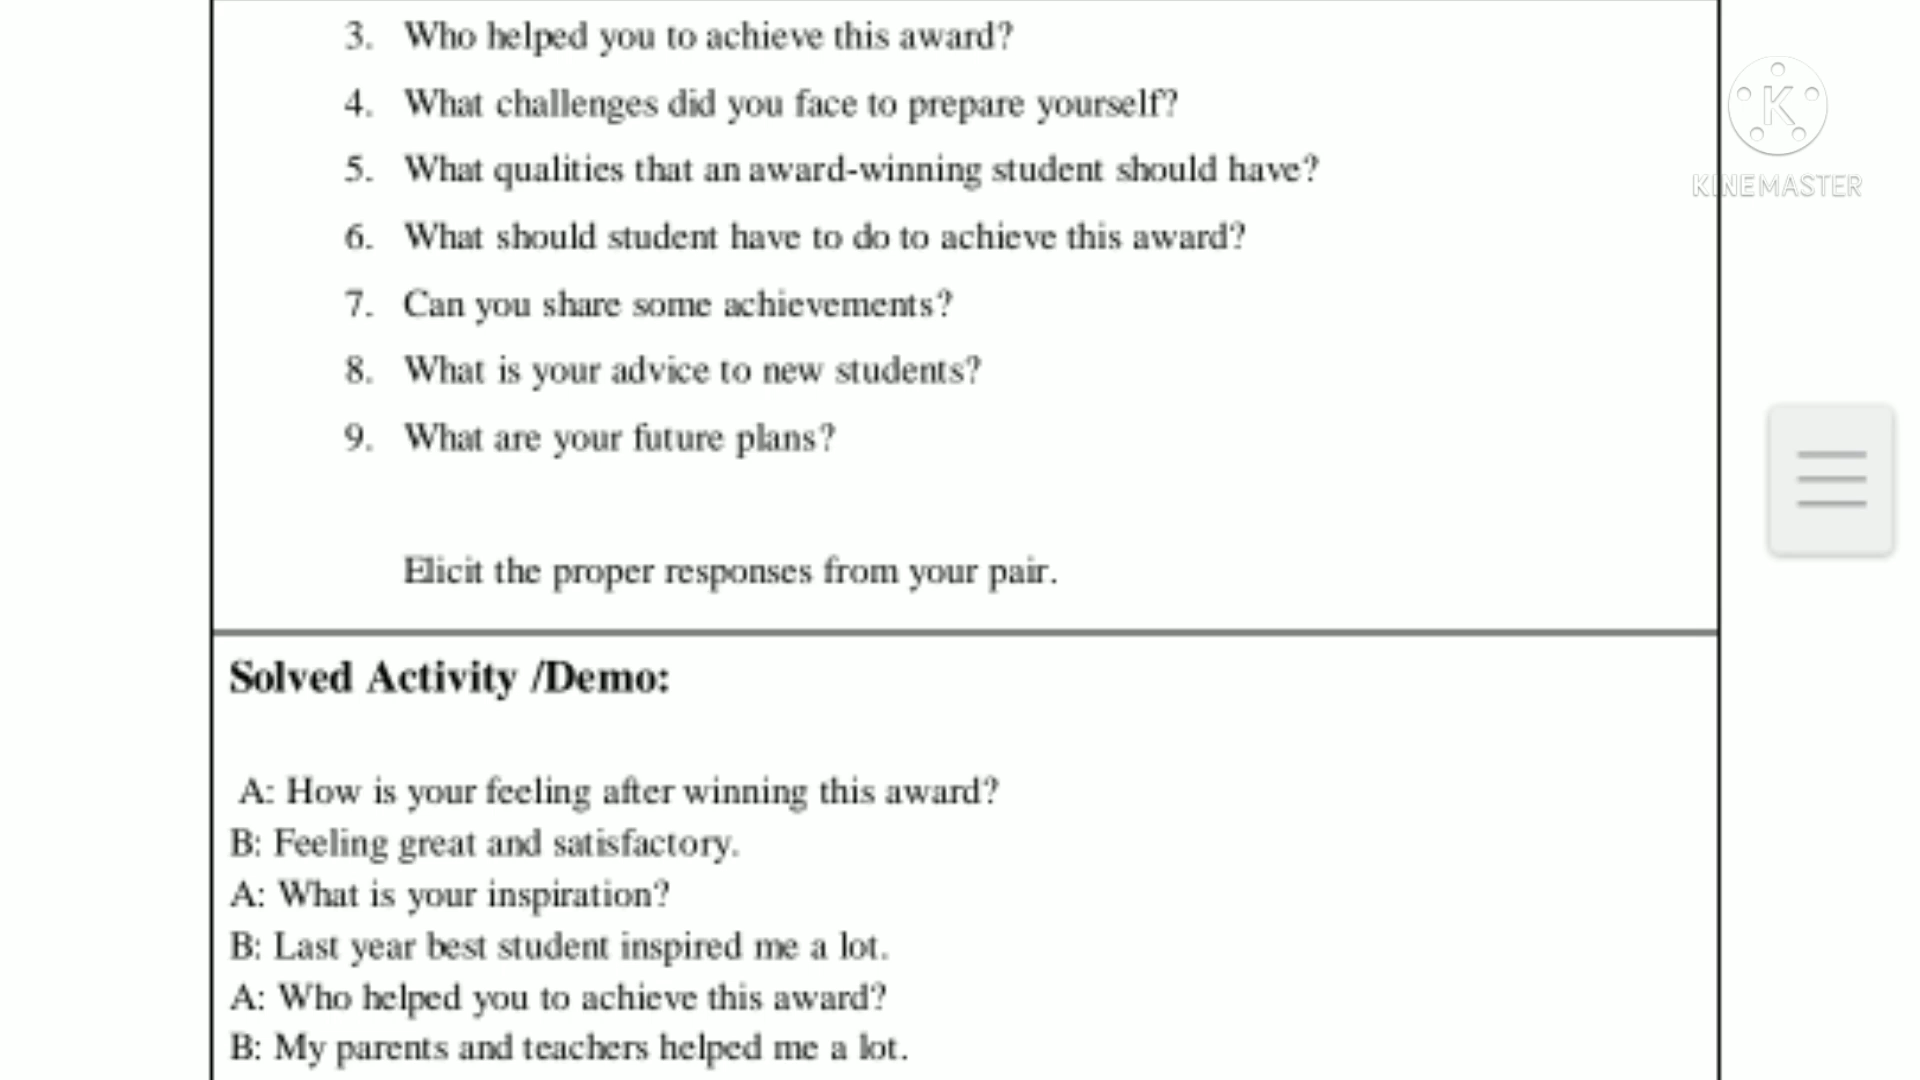 3. Who helped you to achieve this award?
4. What challenges did you face to prepare yourself?
5. What qualities that an award-winning student should have?
6. What should student have to do to achieve this award?
7. Can you share some achievements?
8. What is your advice to new students?
9. What are your future plans?
Elicit the proper responses from your pair.
Solved Activity /Demo:
A: How is your feeling after winning this award?
B: Feeling great and satisfactory.
A: What is your inspiration?
B: Last year best student inspired me a lot.
A: Who helped you to achieve this award?
B: My parents and teachers helped me a lot.
K
KINEMASTER